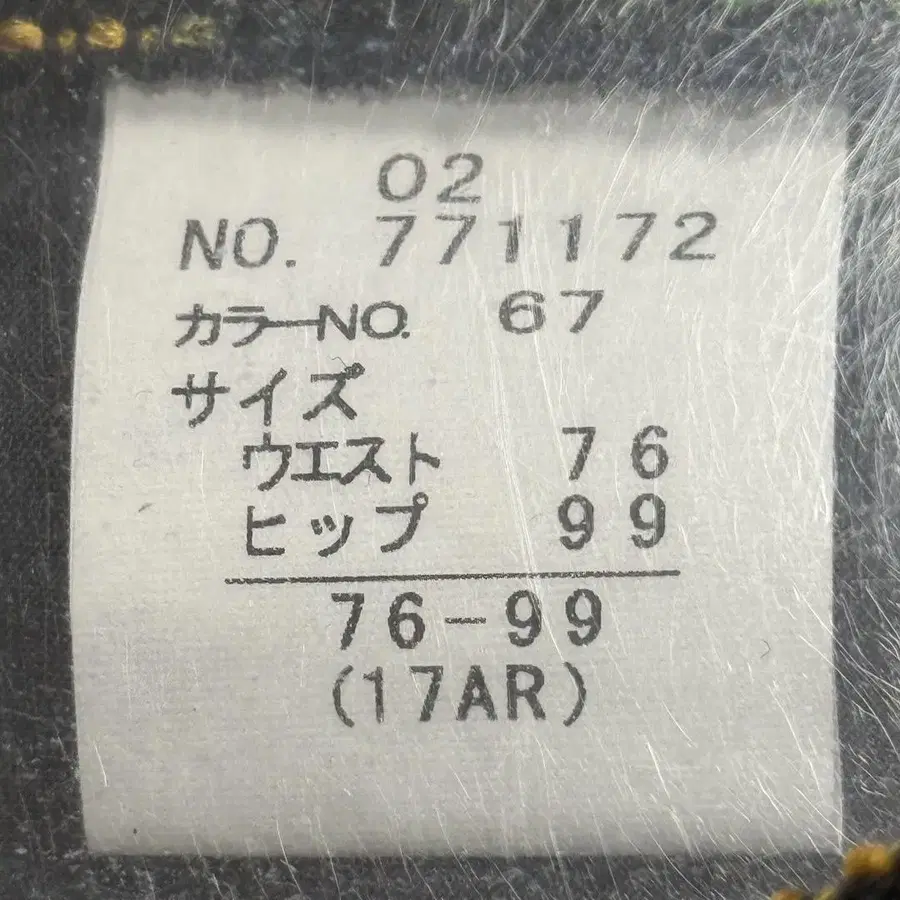 02
NO. 771172
カラーNO. 67
サイズ
ウエスト 76
ヒップ 99
76-99
(17AR)